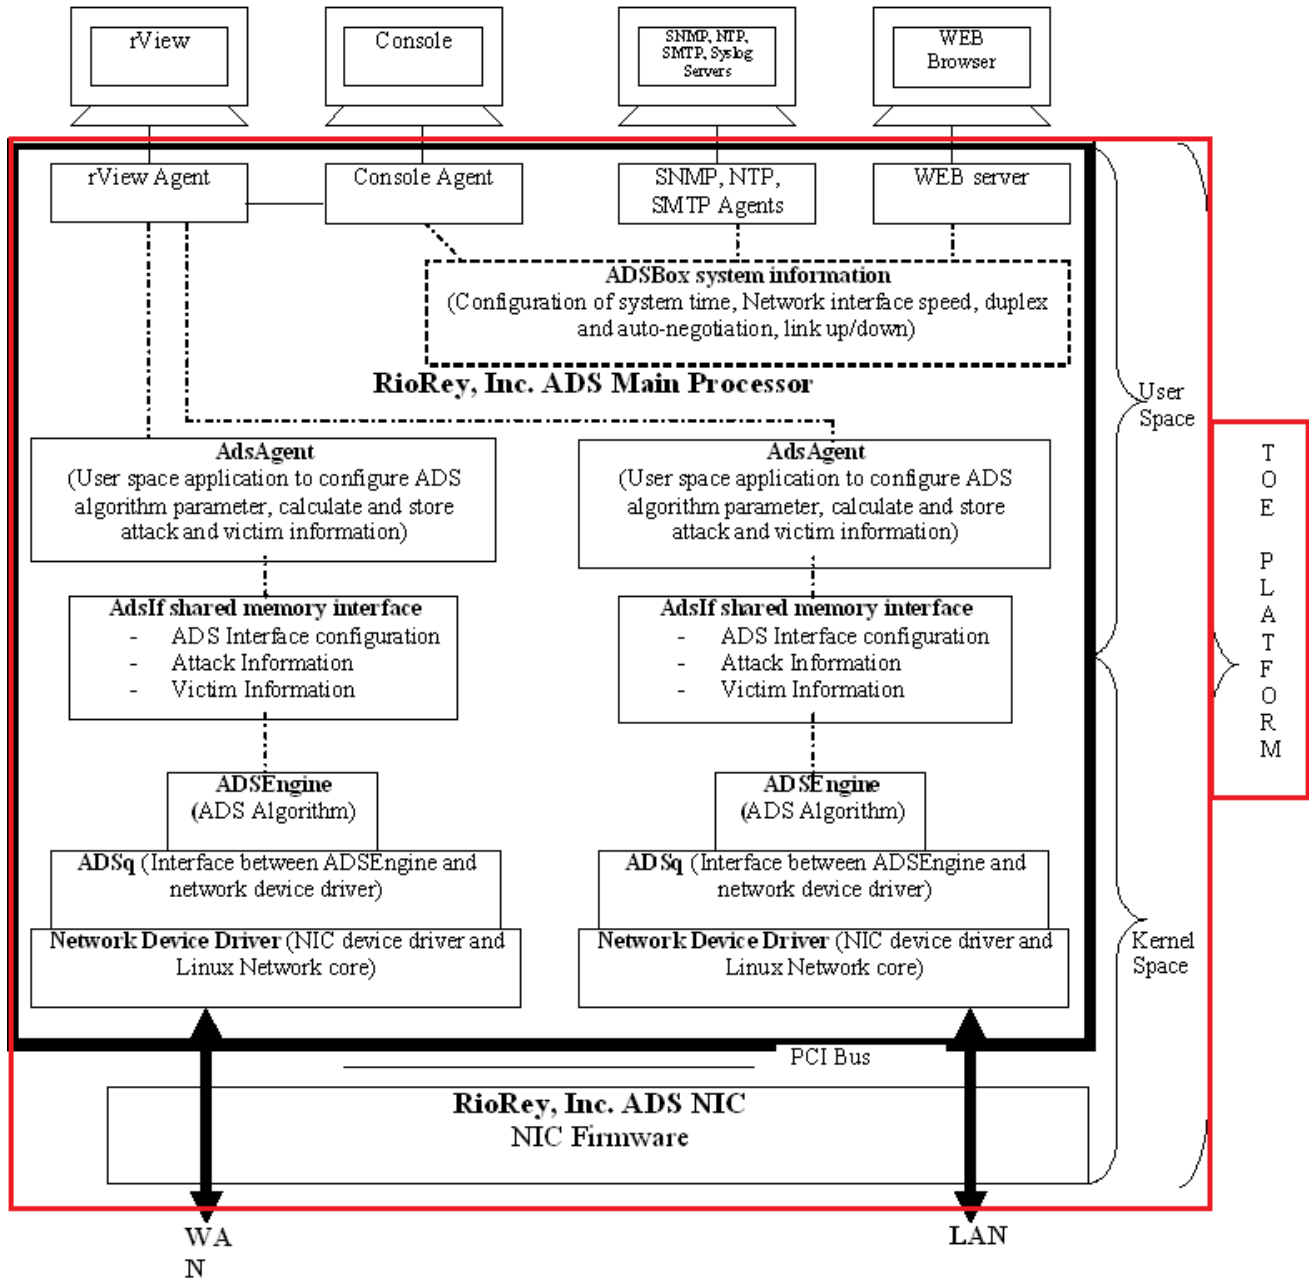 rView
Console
SNMP, NTP,
SMTP, Syslog
Servers
WEB
Browser
rView Agent
Console Agent
SNMP, NTP,
SMTP Agents
WEB server
ADSBox system information
(Configuration of system time, Network interface speed, duplex
and auto-negotiation, link up/down)
RioRey, Inc. ADS Main Processor
User
Space
AdsAgent
(User space application to configure ADS
algorithm parameter, calculate and store
attack and victim information)
AdsAgent
(User space application to configure ADS
algorithm parameter, calculate and store
attack and victim information)
TOE PLATFORM
AdsIf shared memory interface
- ADS Interface configuration
- Attack Information
- Victim Information
AdsIf shared memory interface
- ADS Interface configuration
- Attack Information
- Victim Information
ADSEngine
(ADS Algorithm)
ADSEngine
(ADS Algorithm)
ADSq (Interface between ADSEngine and
network device driver)
ADSq (Interface between ADSEngine and
network device driver)
Network Device Driver (NIC device driver and
Linux Network core)
Network Device Driver (NIC device driver and
Linux Network core)
Kernel
Space
PCI Bus
RioRey, Inc. ADS NIC
NIC Firmware
WA
N
LAN